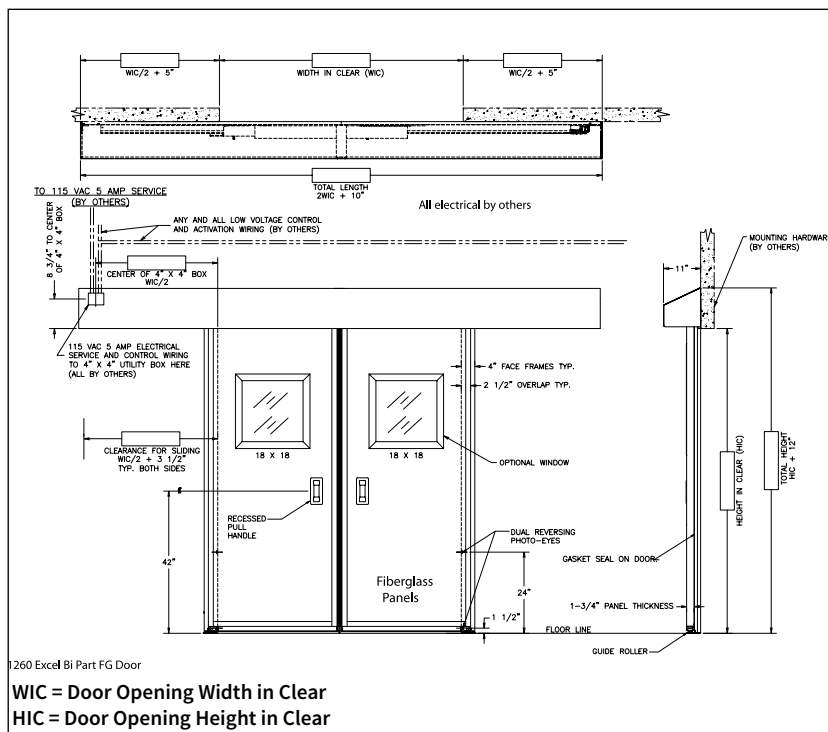 WIC/2 + 5"
WIDTH IN CLEAR (WIC)
WIC/2 + 5"
TOTAL LENGTH
2WIC + 10"
TO 115 VAC 5 AMP SERVICE
(BY OTHERS)
All electrical by others
ANY AND ALL LOW VOLTAGE CONTROL
AND ACTIVATION WIRING (BY OTHERS)
8 3/4" TO CENTER
OF 4" X 4" BOX
CENTER OF 4" X 4" BOX
WIC/2
MOUNTING HARDWARE
(BY OTHERS)
11"
115 VAC 5 AMP ELECTRICAL
SERVICE AND CONTROL WIRING
TO 4" X 4" UTILITY BOX HERE
(ALL BY OTHERS)
4" FACE FRAMES TYP.
2 1/2" OVERLAP TYP.
CLEARANCE FOR SLIDING
WIC/2 + 3 1/2"
TYP. BOTH SIDES
18 X 18
18 X 18
OPTIONAL WINDOW
HEIGHT IN CLEAR (HIC)
TOTAL HEIGHT
HIC + 12"
RECESSED
PULL
HANDLE
DUAL REVERSING
PHOTO-EYES
42"
GASKET SEAL ON DOOR
Fiberglass
Panels
24"
1-3/4" PANEL THICKNESS
1 1/2"
FLOOR LINE
GUIDE ROLLER
1260 Excel Bi Part FG Door
WIC = Door Opening Width in Clear
HIC = Door Opening Height in Clear